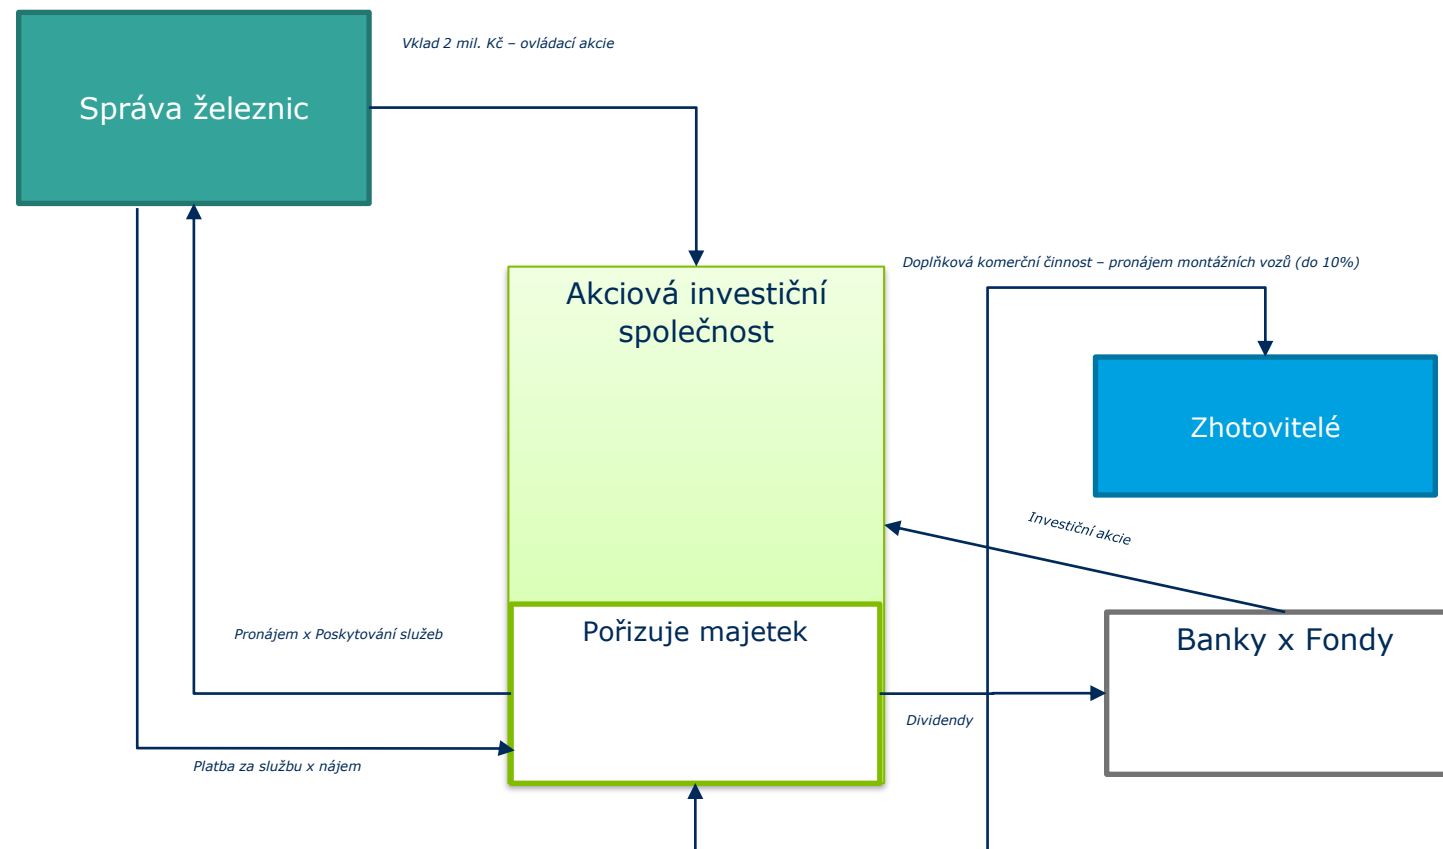 Vklad 2 mil. Kč – ovládací akcie
Správa železnic
Doplňková komerční činnost – pronájem montážních vozů (do 10%)
Akciová investiční
společnost
Zhotovitelé
Investiční akcie
Pronájem x Poskytování služeb
Pořizuje majetek
Banky x Fondy
Dividendy
Platba za službu x nájem